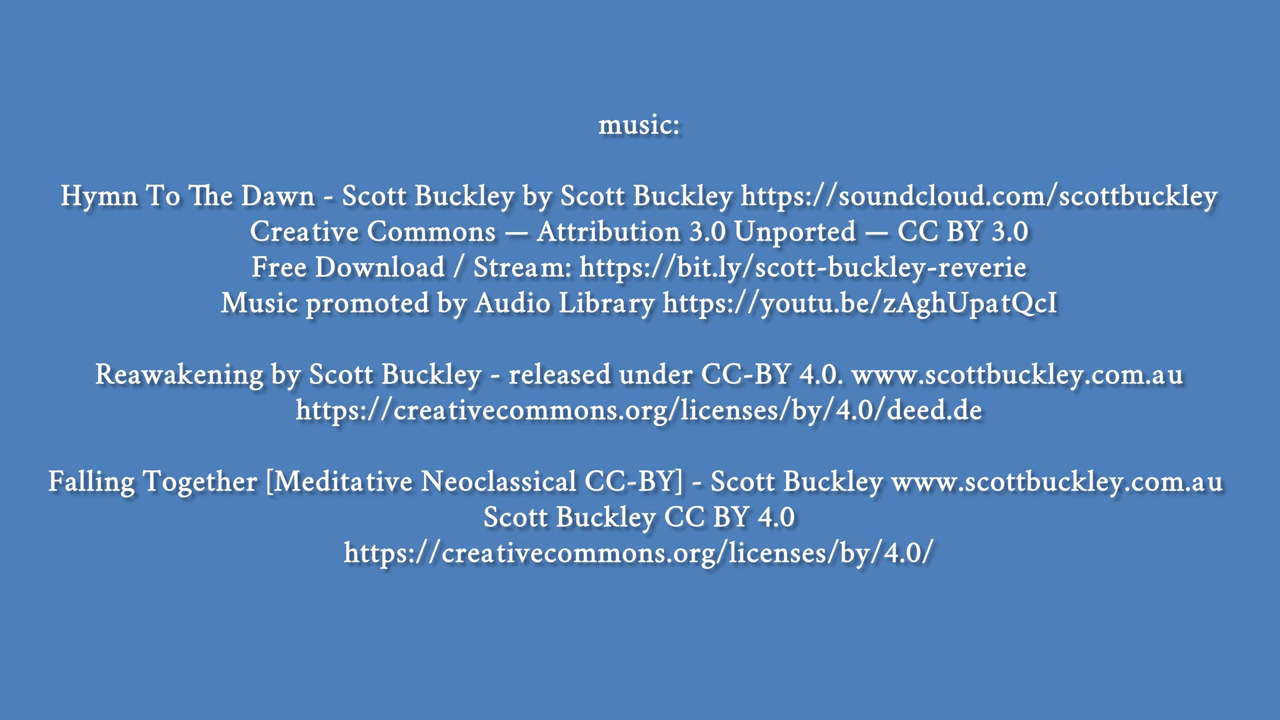 music:
Hymn To The Dawn - Scott Buckley by Scott Buckley https://soundcloud.com/scottbuckley
Creative Commons — Attribution 3.0 Unported — CC BY 3.0
Free Download / Stream: https://bit.ly/scott-buckley-reverie
Music promoted by Audio Library https://youtu.be/zAghUpatQcI
Reawakening by Scott Buckley - released under CC-BY 4.0. www.scottbuckley.com.au
https://creativecommons.org/licenses/by/4.0/deed.de
Falling Together [Meditative Neoclassical CC-BY] - Scott Buckley www.scottbuckley.com.au
Scott Buckley CC BY 4.0
https://creativecommons.org/licenses/by/4.0/